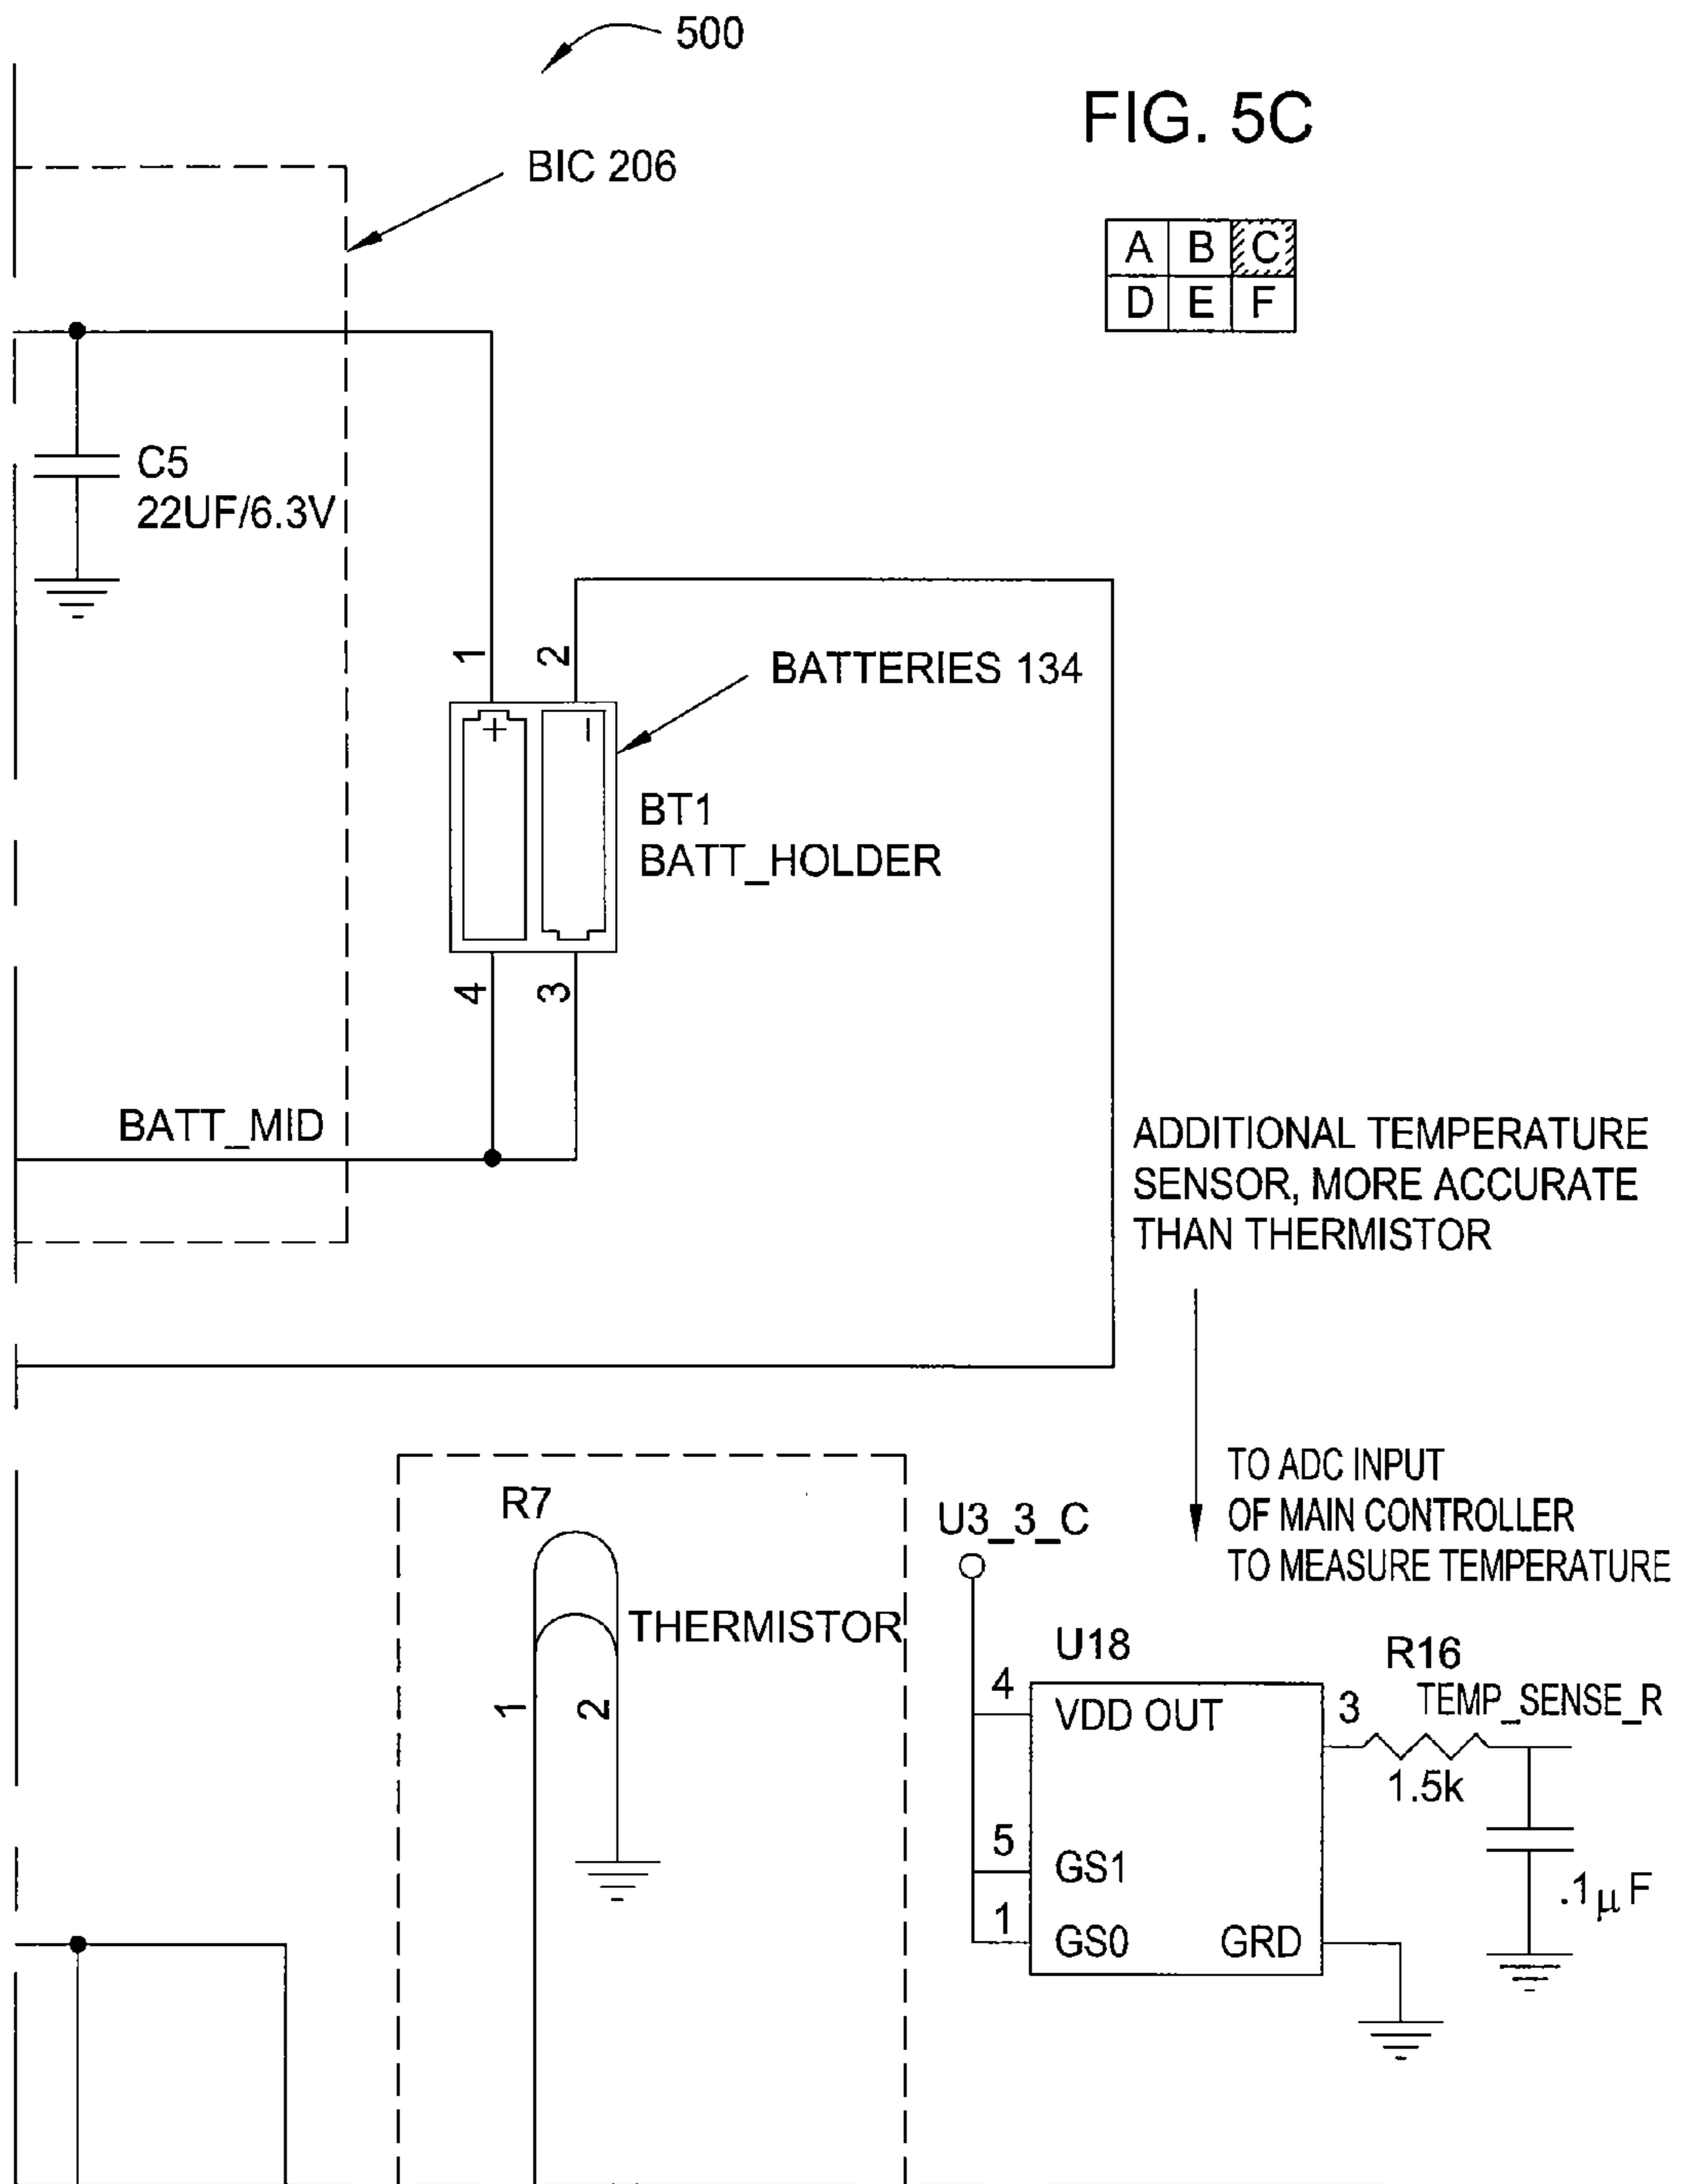 500
FIG. 5C
BIC 206
A B C
D E F
C5
22UF/6.3V
1
2
BATTERIES 134
+
–
BT1
BATT_HOLDER
4
3
BATT_MID
ADDITIONAL TEMPERATURE
SENSOR, MORE ACCURATE
THAN THERMISTOR
TO ADC INPUT
OF MAIN CONTROLLER
TO MEASURE TEMPERATURE
R7
THERMISTOR
1
2
U3_3_C
U18
R16
4
VDD OUT
3
TEMP_SENSE_R
1.5k
5
GS1
.1μF
1
GS0
GRD